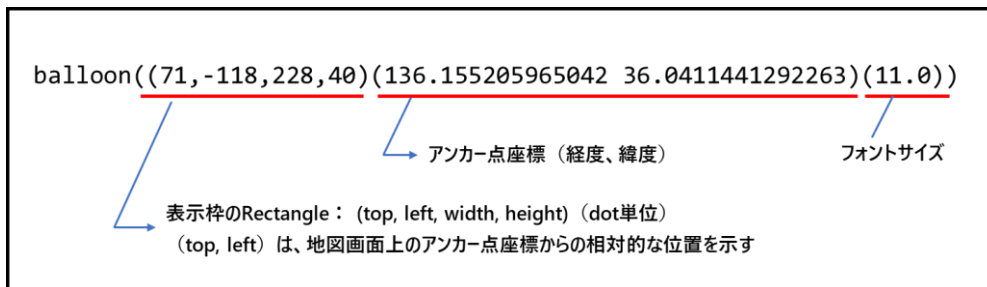 balloon((71,-118,228,40)(136.155205965042 36.0411441292263)(11.0))
アンカー点座標（経度、緯度）
フォントサイズ
表示枠のRectangle： (top, left, width, height)（dot単位）
（top, left）は、地図画面上のアンカー点座標からの相対的な位置を示す